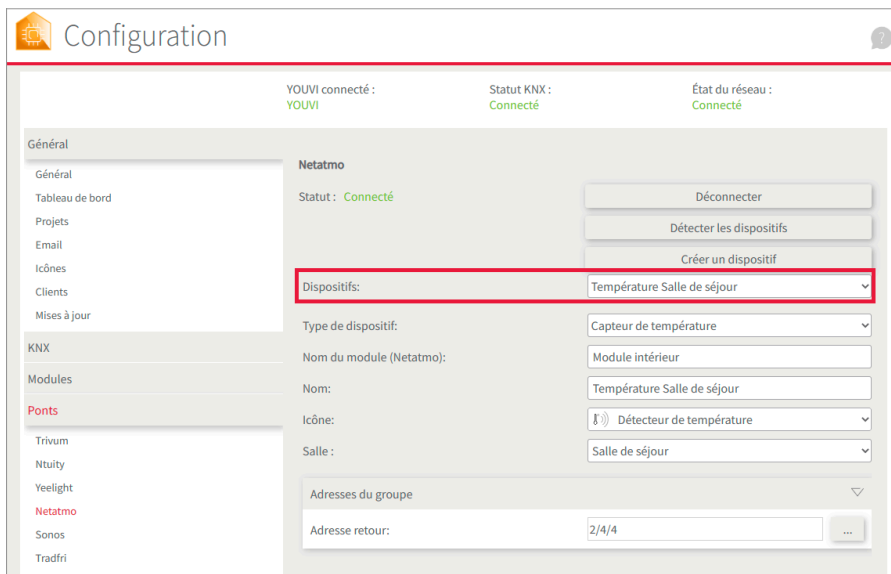 Configuration
?
YOUVI connecté :
YOUVI
Statut KNX :
Connecté
État du réseau :
Connecté
Général
Général
Tableau de bord
Projets
Email
Icônes
Clients
Mises à jour
KNX
Modules
Ponts
Trivum
Ntuity
Yeelight
Netatmo
Sonos
Tradfri
Netatmo
Statut : Connecté
Déconnecter
Détecter les dispositifs
Créer un dispositif
Dispositifs: Température Salle de séjour
Type de dispositif: Capteur de température
Nom du module (Netatmo): Module intérieur
Nom: Température Salle de séjour
Icône: Détecteur de température
Salle : Salle de séjour
Adresses du groupe
Adresse retour: 2/4/4 ...